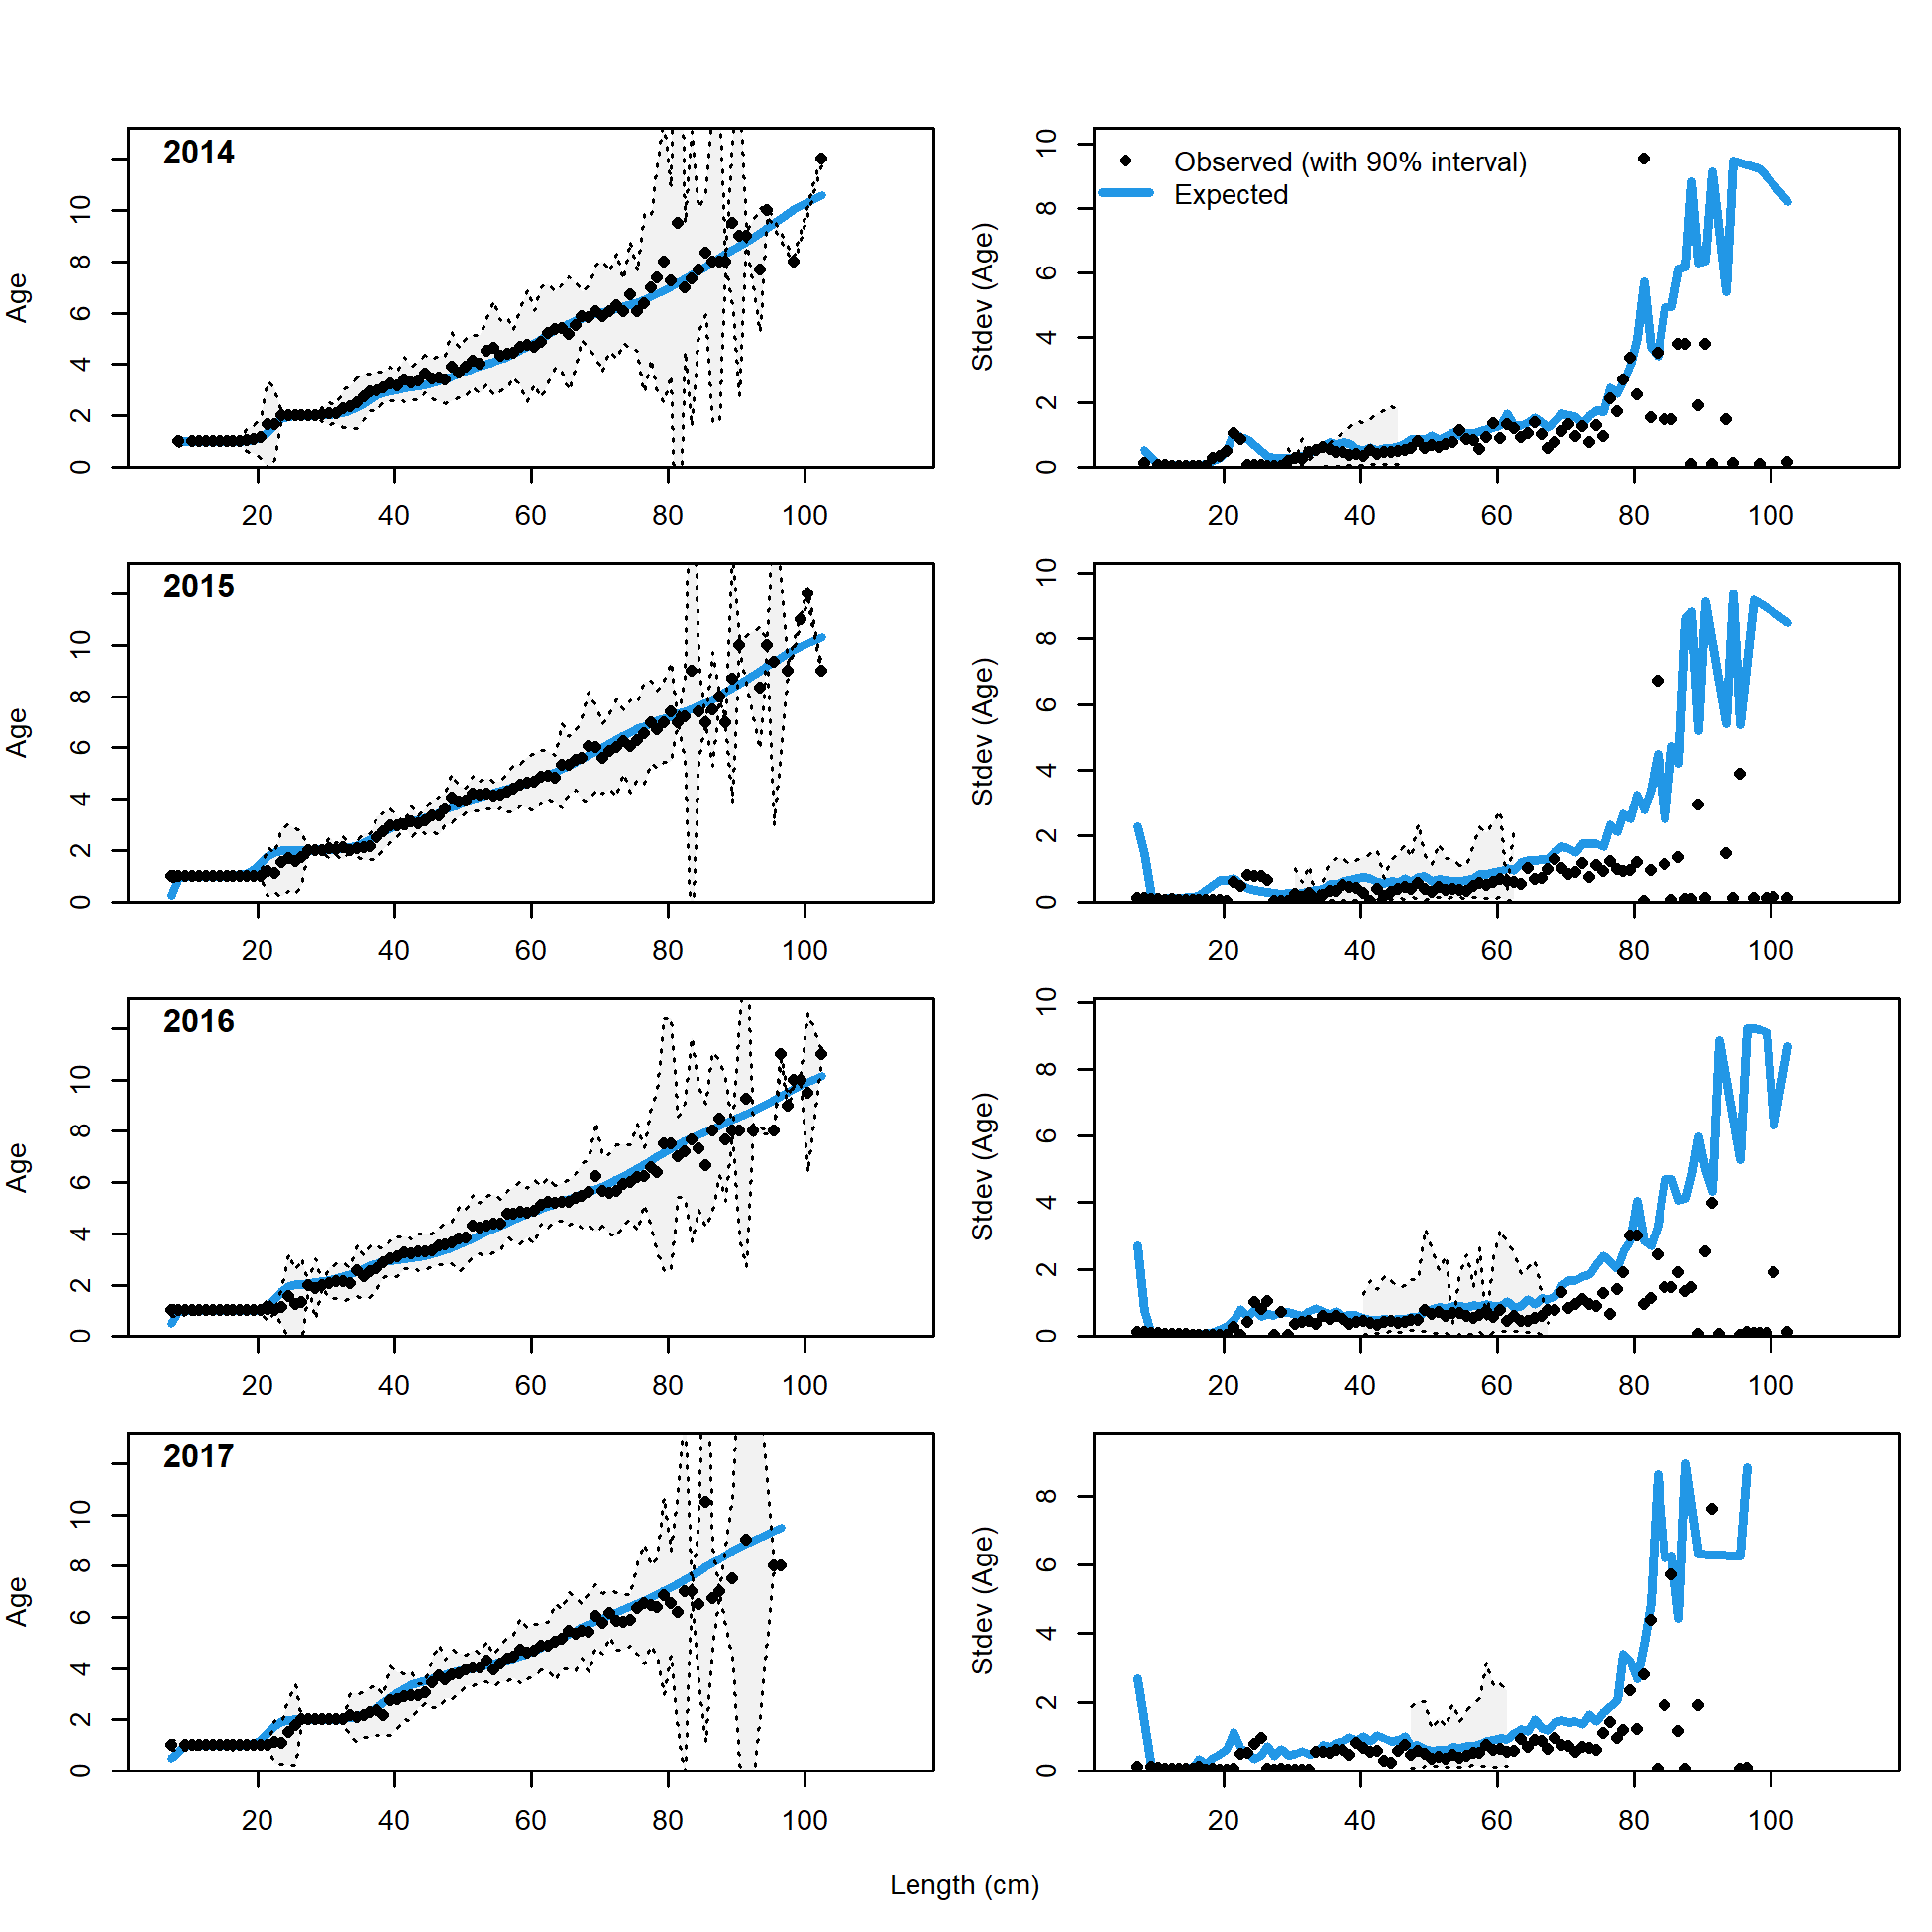 2014
Age
0 2 4 6 8 10
20 40 60 80 100
Observed (with 90% interval)
Expected
Stdev (Age)
0 2 4 6 8 10
20 40 60 80 100
2015
Age
0 2 4 6 8 10
20 40 60 80 100
Stdev (Age)
0 2 4 6 8 10
20 40 60 80 100
2016
Age
0 2 4 6 8 10
20 40 60 80 100
Stdev (Age)
0 2 4 6 8 10
20 40 60 80 100
2017
Age
0 2 4 6 8 10
20 40 60 80 100
Stdev (Age)
0 2 4 6 8
20 40 60 80 100
Length (cm)